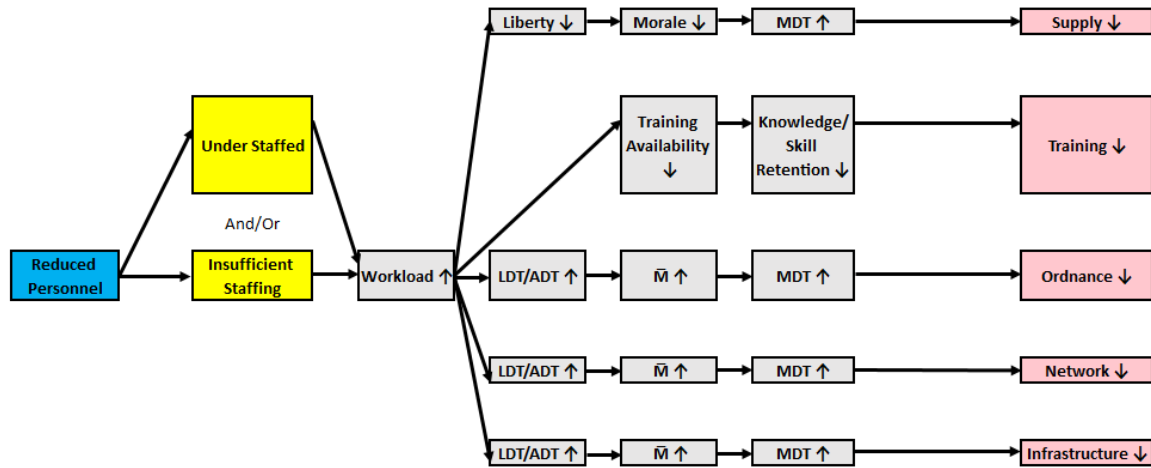 Liberty ↓
Morale ↓
MDT ↑
Supply ↓
Under Staffed
Training
Availability
↓
Knowledge/
Skill
Retention ↓
Training ↓
And/Or
Reduced
Personnel
Insufficient
Staffing
Workload ↑
LDT/ADT ↑
M̄ ↑
MDT ↑
Ordnance ↓
LDT/ADT ↑
M̄ ↑
MDT ↑
Network ↓
LDT/ADT ↑
M̄ ↑
MDT ↑
Infrastructure ↓